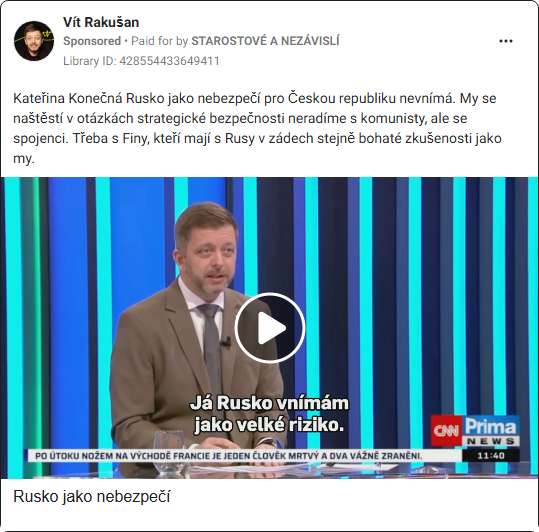 Vít Rakušan
Sponsored • Paid for by STAROSTOVÉ A NEZÁVISLÍ
Library ID: 428554433649411
Kateřina Konečná Rusko jako nebezpečí pro Českou republiku nevnímá. My se
naštěstí v otázkách strategické bezpečnosti neradíme s komunisty, ale se
spojenci. Třeba s Finy, kteří mají s Rusy v zádech stejně bohaté zkušenosti jako
my.
Já Rusko vnímám
jako velké riziko.
CNN Prima
NEWS
PO ÚTOKU NOŽEM NA VÝCHODĚ FRANCIE JE JEDEN ČLOVĚK MRTVÝ A DVA VÁŽNĚ ZRANĚNI.
11:40
Rusko jako nebezpečí